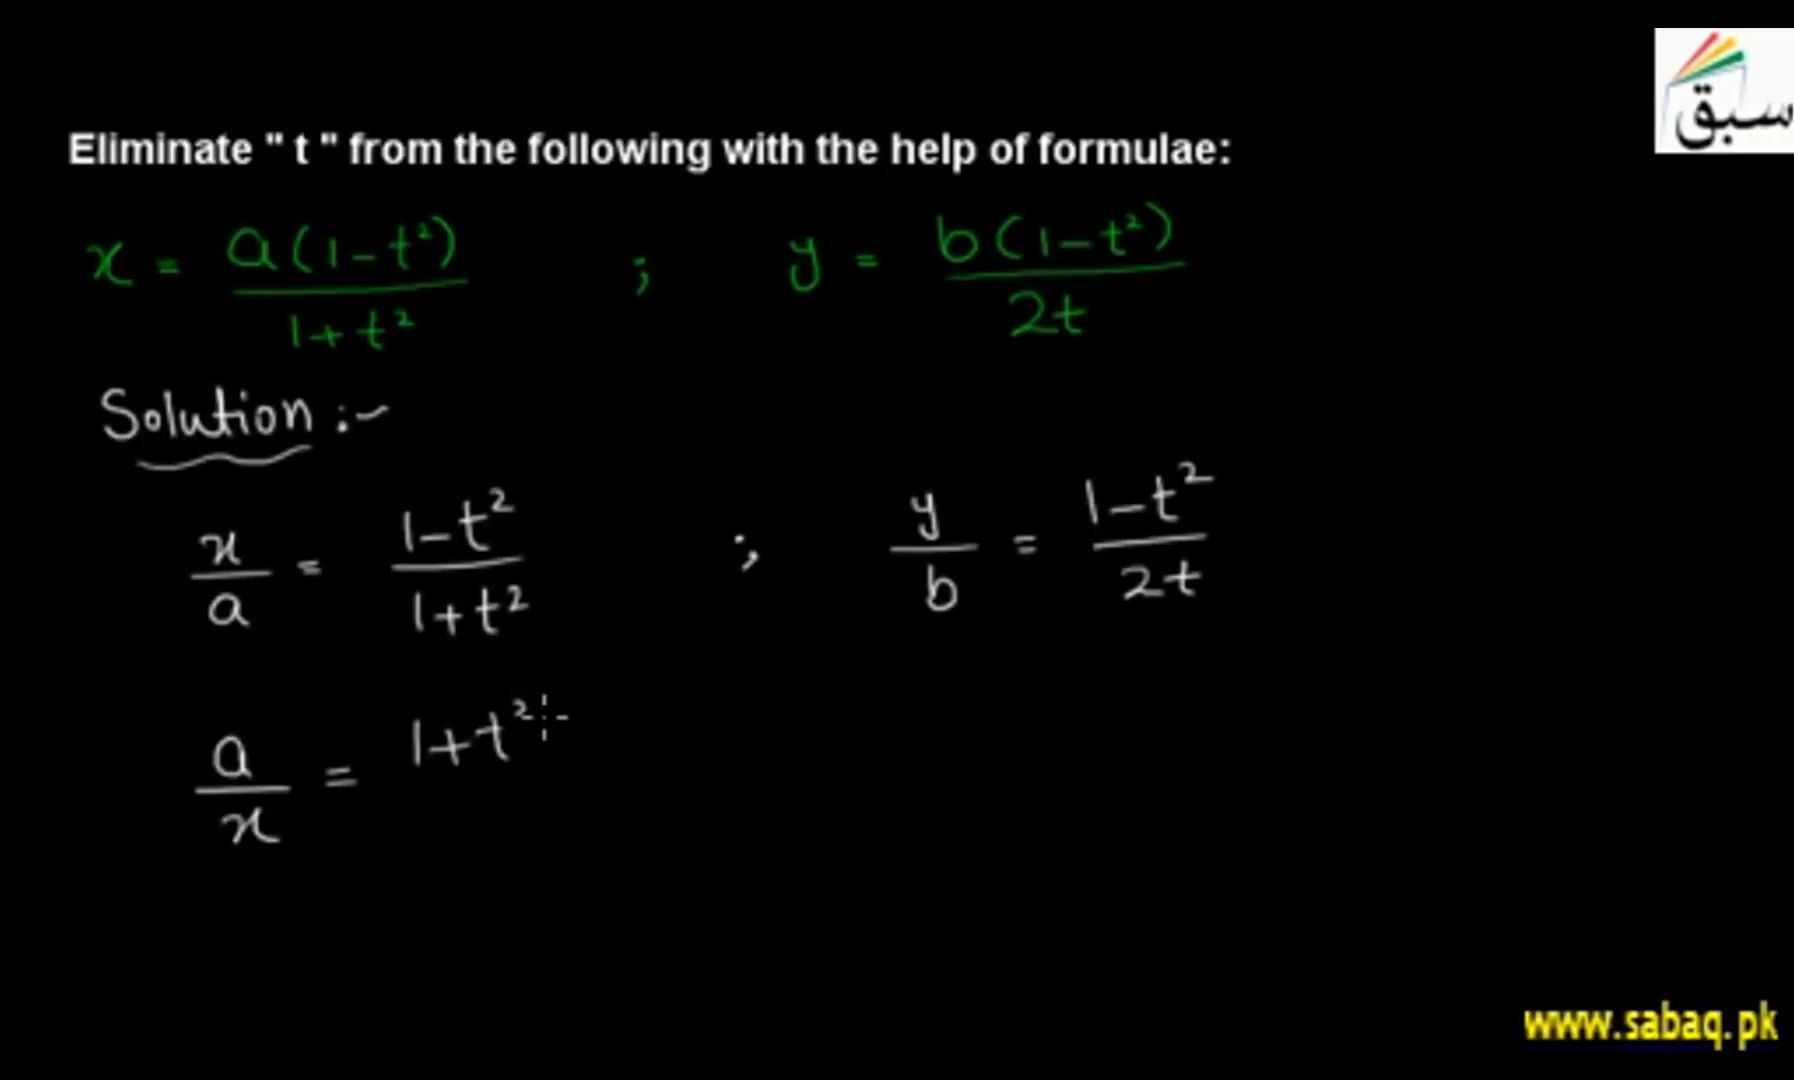 سبق
Eliminate " t " from the following with the help of formulae:
x = a(1-t²)/1+t² ; y = b(1-t²)/2t
Solution :-
x/a = 1-t²/1+t² ; y/b = 1-t²/2t
a/x = 1+t²
www.sabaq.pk